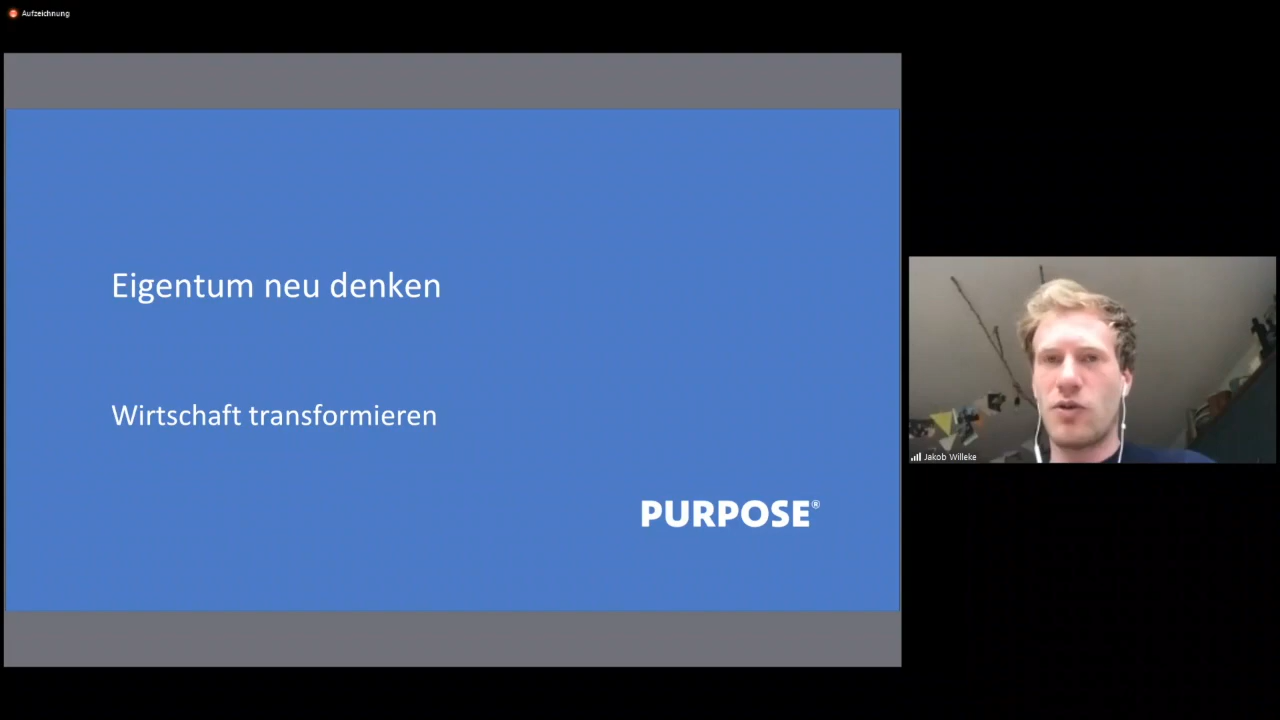 Aufzeichnung
Eigentum neu denken
Wirtschaft transformieren
PURPOSE®
Jakob Willeke